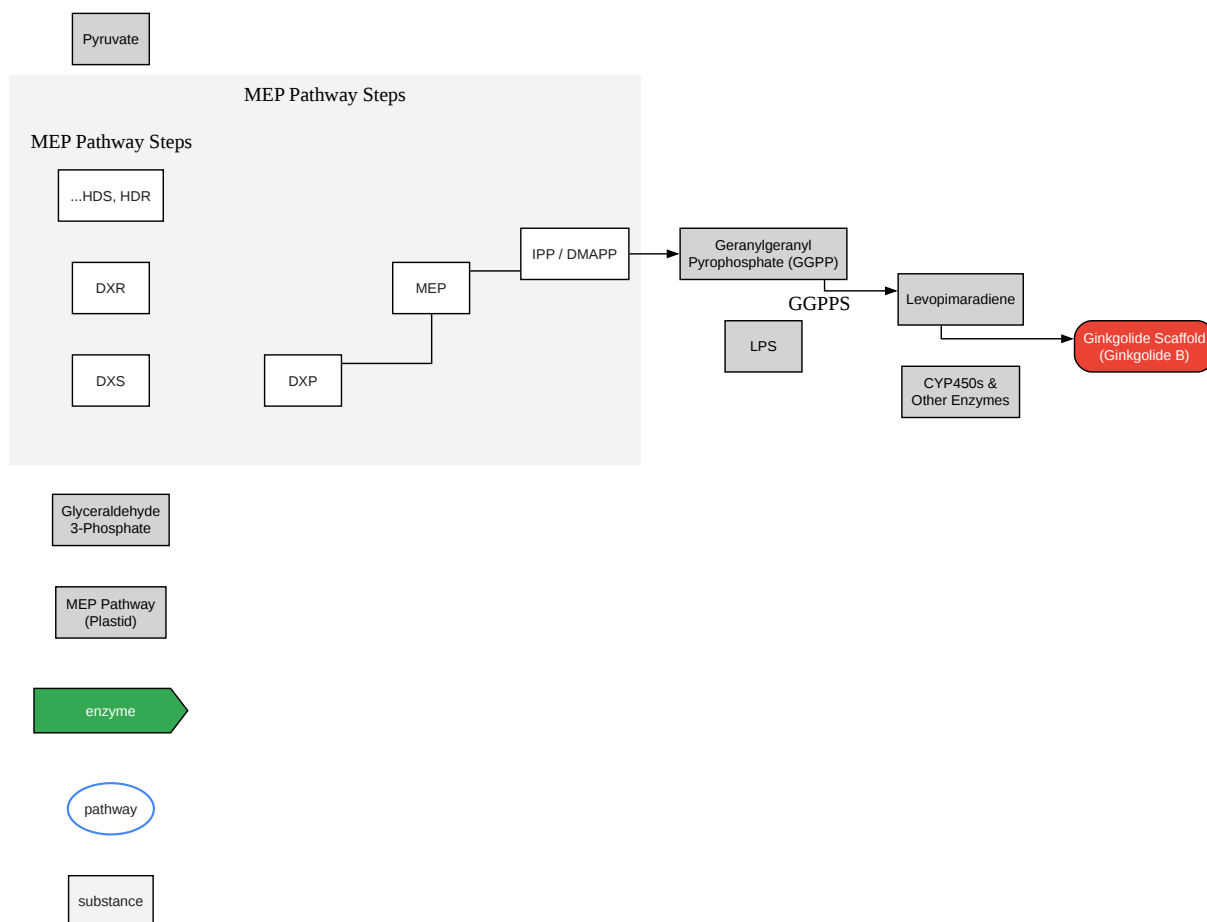 Pyruvate
MEP Pathway Steps
MEP Pathway Steps
...HDS, HDR
DXR
DXS
DXP
MEP
IPP / DMAPP
Geranylgeranyl
Pyrophosphate (GGPP)
GGPPS
LPS
Levopimaradiene
CYP450s &
Other Enzymes
Ginkgolide Scaffold
(Ginkgolide B)
Glyceraldehyde
3-Phosphate
MEP Pathway
(Plastid)
enzyme
pathway
substance